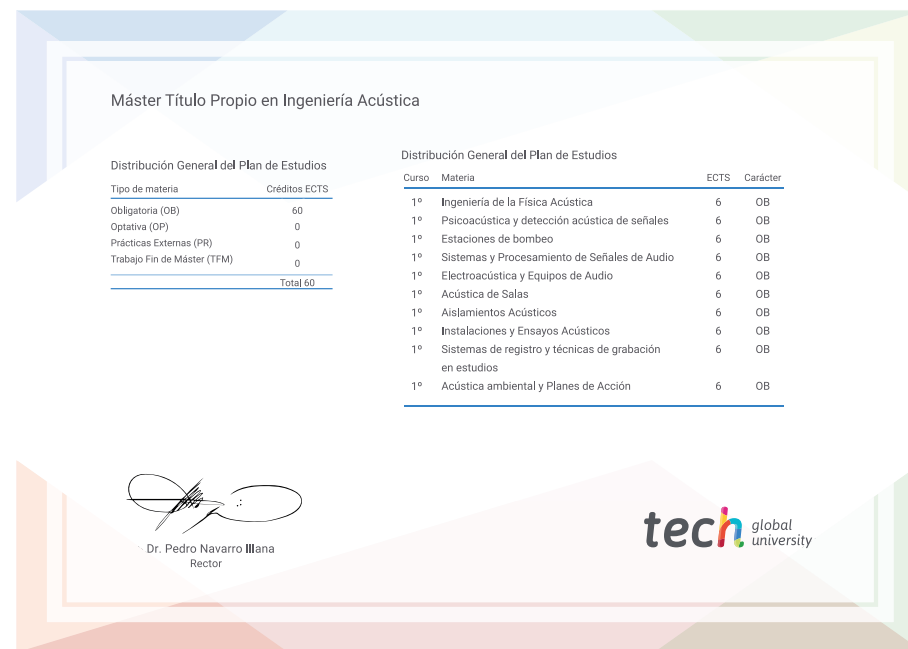 Máster Título Propio en Ingeniería Acústica
Distribución General del Plan de Estudios
Tipo de materia Créditos ECTS
Obligatoria (OB) 60
Optativa (OP) 0
Prácticas Externas (PR) 0
Trabajo Fin de Máster (TFM) 0
Total 60
Distribución General del Plan de Estudios
Curso Materia ECTS Carácter
1º Ingeniería de la Física Acústica 6 OB
1º Psicoacústica y detección acústica de señales 6 OB
1º Estaciones de bombeo 6 OB
1º Sistemas y Procesamiento de Señales de Audio 6 OB
1º Electroacústica y Equipos de Audio 6 OB
1º Acústica de Salas 6 OB
1º Aislamientos Acústicos 6 OB
1º Instalaciones y Ensayos Acústicos 6 OB
1º Sistemas de registro y técnicas de grabación 6 OB
en estudios
1º Acústica ambiental y Planes de Acción 6 OB
Dr. Pedro Navarro Illana
Rector
tech global
university